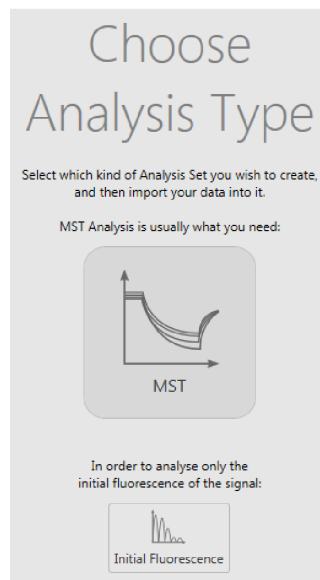 Choose
Analysis Type
Select which kind of Analysis Set you wish to create,
and then import your data into it.
MST Analysis is usually what you need:
MST
In order to analyse only the
initial fluorescence of the signal:
Initial Fluorescence